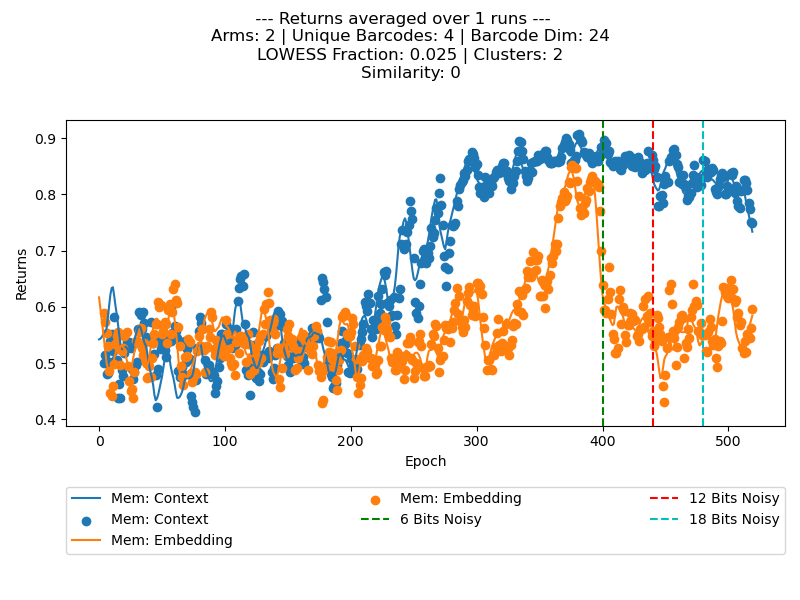 --- Returns averaged over 1 runs ---
Arms: 2 | Unique Barcodes: 4 | Barcode Dim: 24
LOWESS Fraction: 0.025 | Clusters: 2
Similarity: 0
0.9
0.8
0.7
0.6
0.5
0.4
Returns
0 100 200 300 400 500
Epoch
Mem: Context
Mem: Context
Mem: Embedding
Mem: Embedding
6 Bits Noisy
12 Bits Noisy
18 Bits Noisy